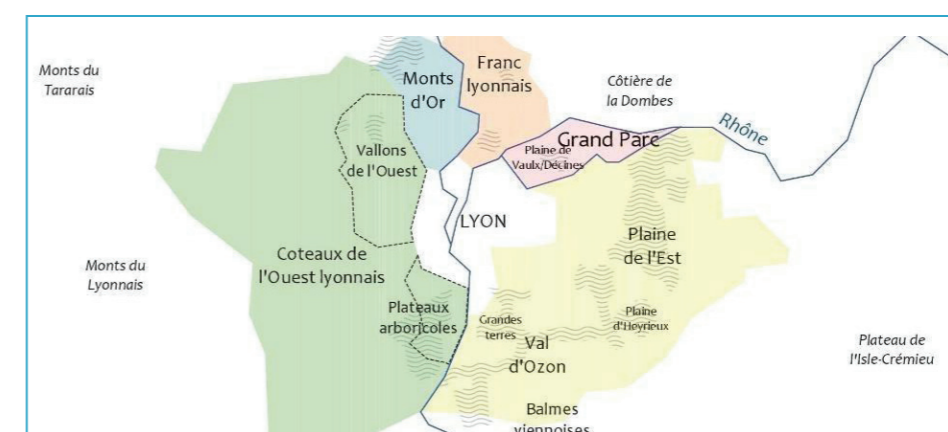 Monts du
Tararais
Monts
d'Or
Franc
lyonnais
Côtière de
la Dombes
Rhône
Grand Parc
Plaine de
Vaulx/Décines
Vallons
de l'Ouest
LYON
Plaine
de l'Est
Coteaux de
l'Ouest lyonnais
Monts du
Lyonnais
Plateaux
arboricoles
Grandes
terres
Plaine
d'Heyrieux
Val
d'Ozon
Plateau de
l'Isle-Crémieu
Balmes
viennoises